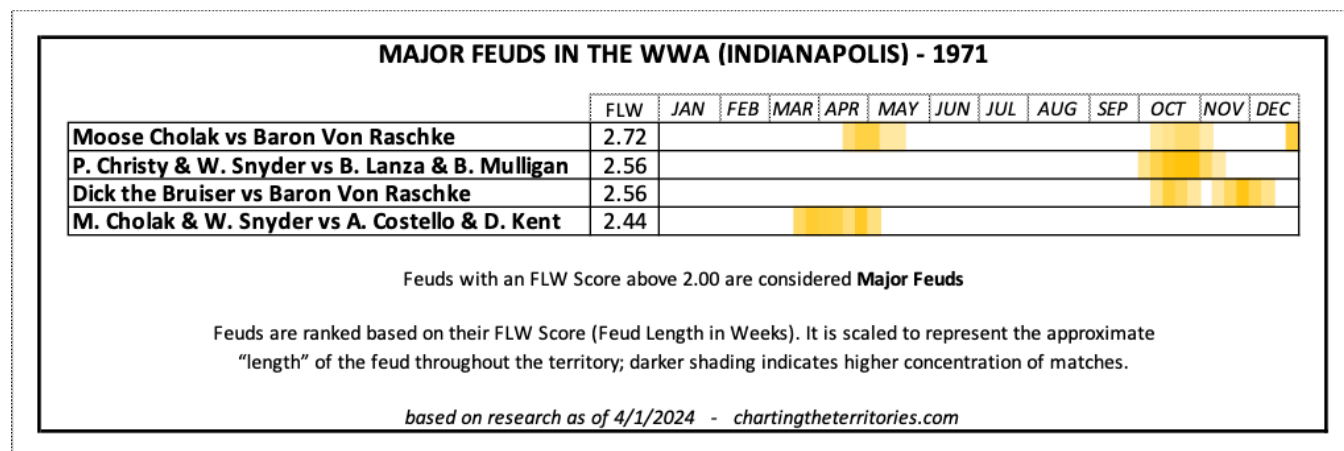 MAJOR FEUDS IN THE WWA (INDIANAPOLIS) - 1971
FLW JAN FEB MAR APR MAY JUN JUL AUG SEP OCT NOV DEC
Moose Cholak vs Baron Von Raschke 2.72
P. Christy & W. Snyder vs B. Lanza & B. Mulligan 2.56
Dick the Bruiser vs Baron Von Raschke 2.56
M. Cholak & W. Snyder vs A. Costello & D. Kent 2.44
Feuds with an FLW Score above 2.00 are considered Major Feuds
Feuds are ranked based on their FLW Score (Feud Length in Weeks). It is scaled to represent the approximate
“length” of the feud throughout the territory; darker shading indicates higher concentration of matches.
based on research as of 4/1/2024 - chartingtheterritories.com